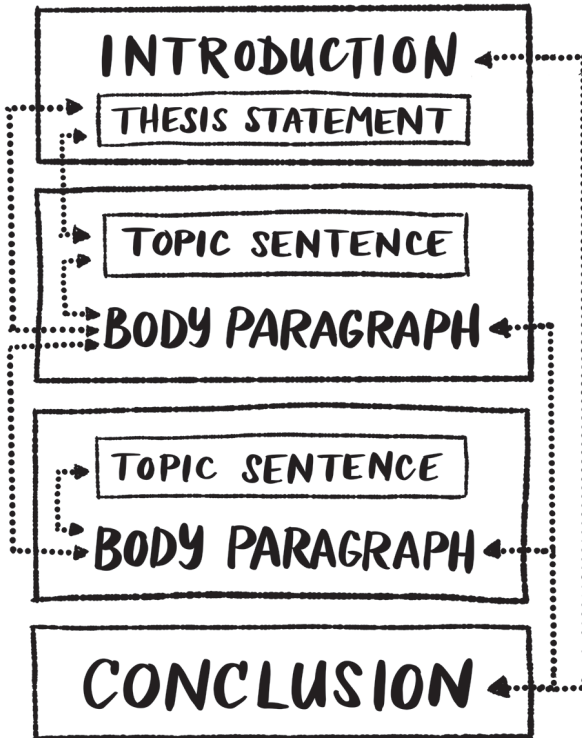 INTRODUCTION
THESIS STATEMENT
TOPIC SENTENCE
BODY PARAGRAPH
TOPIC SENTENCE
BODY PARAGRAPH
CONCLUSION